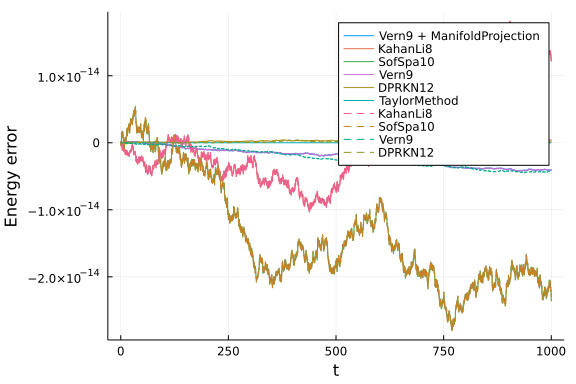 Vern9 + ManifoldProjection
KahanLi8
SofSpa10
Vern9
DPRKN12
TaylorMethod
KahanLi8
SofSpa10
Vern9
DPRKN12
Energy error
1.0×10⁻¹⁴
0
−1.0×10⁻¹⁴
−2.0×10⁻¹⁴
0 250 500 750 1000
t